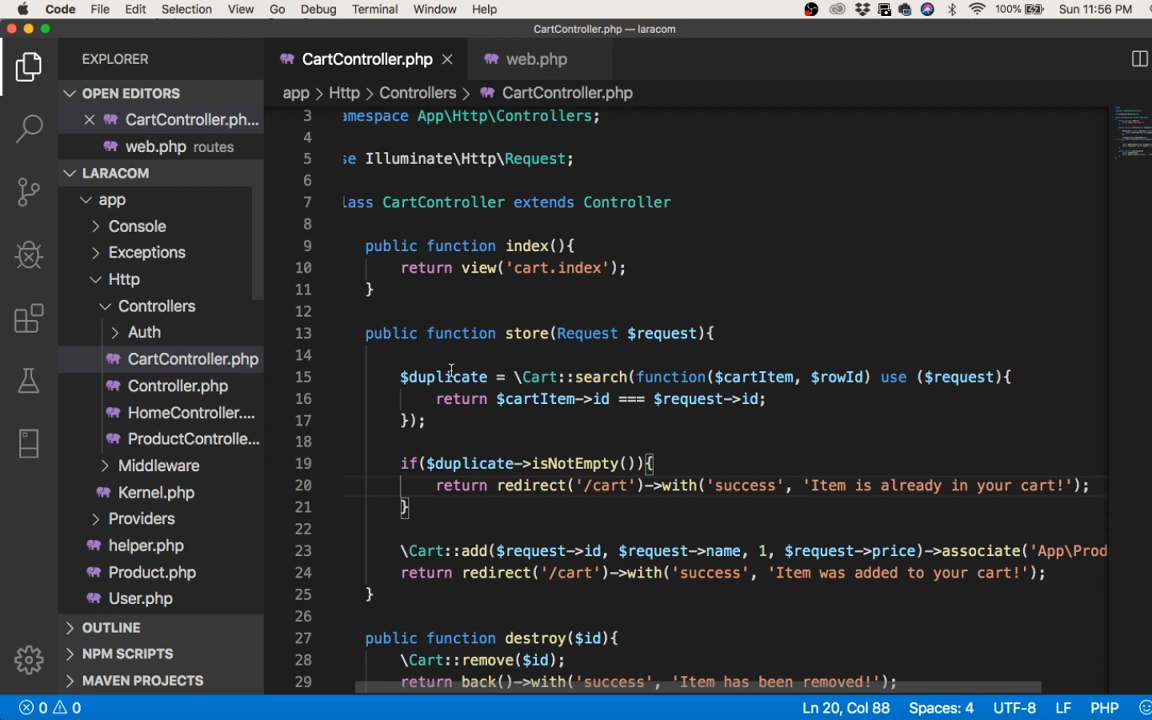 Code File Edit Selection View Go Debug Terminal Window Help 100% Sun 11:56 PM
CartController.php — laracom
EXPLORER
OPEN EDITORS
CartController.ph...
web.php routes
LARACOM
app
Console
Exceptions
Http
Controllers
Auth
CartController.php
Controller.php
HomeController....
ProductControlle...
Middleware
Kernel.php
Providers
helper.php
Product.php
User.php
OUTLINE
NPM SCRIPTS
MAVEN PROJECTS
CartController.php web.php
app > Http > Controllers > CartController.php
3 amespace App\Http\Controllers;
4
5 se Illuminate\Http\Request;
6
7 lass CartController extends Controller
8
9 public function index(){
10 return view('cart.index');
11 }
12
13 public function store(Request $request){
14
15 $duplicate = \Cart::search(function($cartItem, $rowId) use ($request){
16 return $cartItem->id === $request->id;
17 });
18
19 if($duplicate->isNotEmpty()){
20 return redirect('/cart')->with('success', 'Item is already in your cart!');
21 }
22
23 \Cart::add($request->id, $request->name, 1, $request->price)->associate('App\Prod
24 return redirect('/cart')->with('success', 'Item was added to your cart!');
25 }
26
27 public function destroy($id){
28 \Cart::remove($id);
29 return back()->with('success', 'Item has been removed!');
0 0 Ln 20, Col 88 Spaces: 4 UTF-8 LF PHP